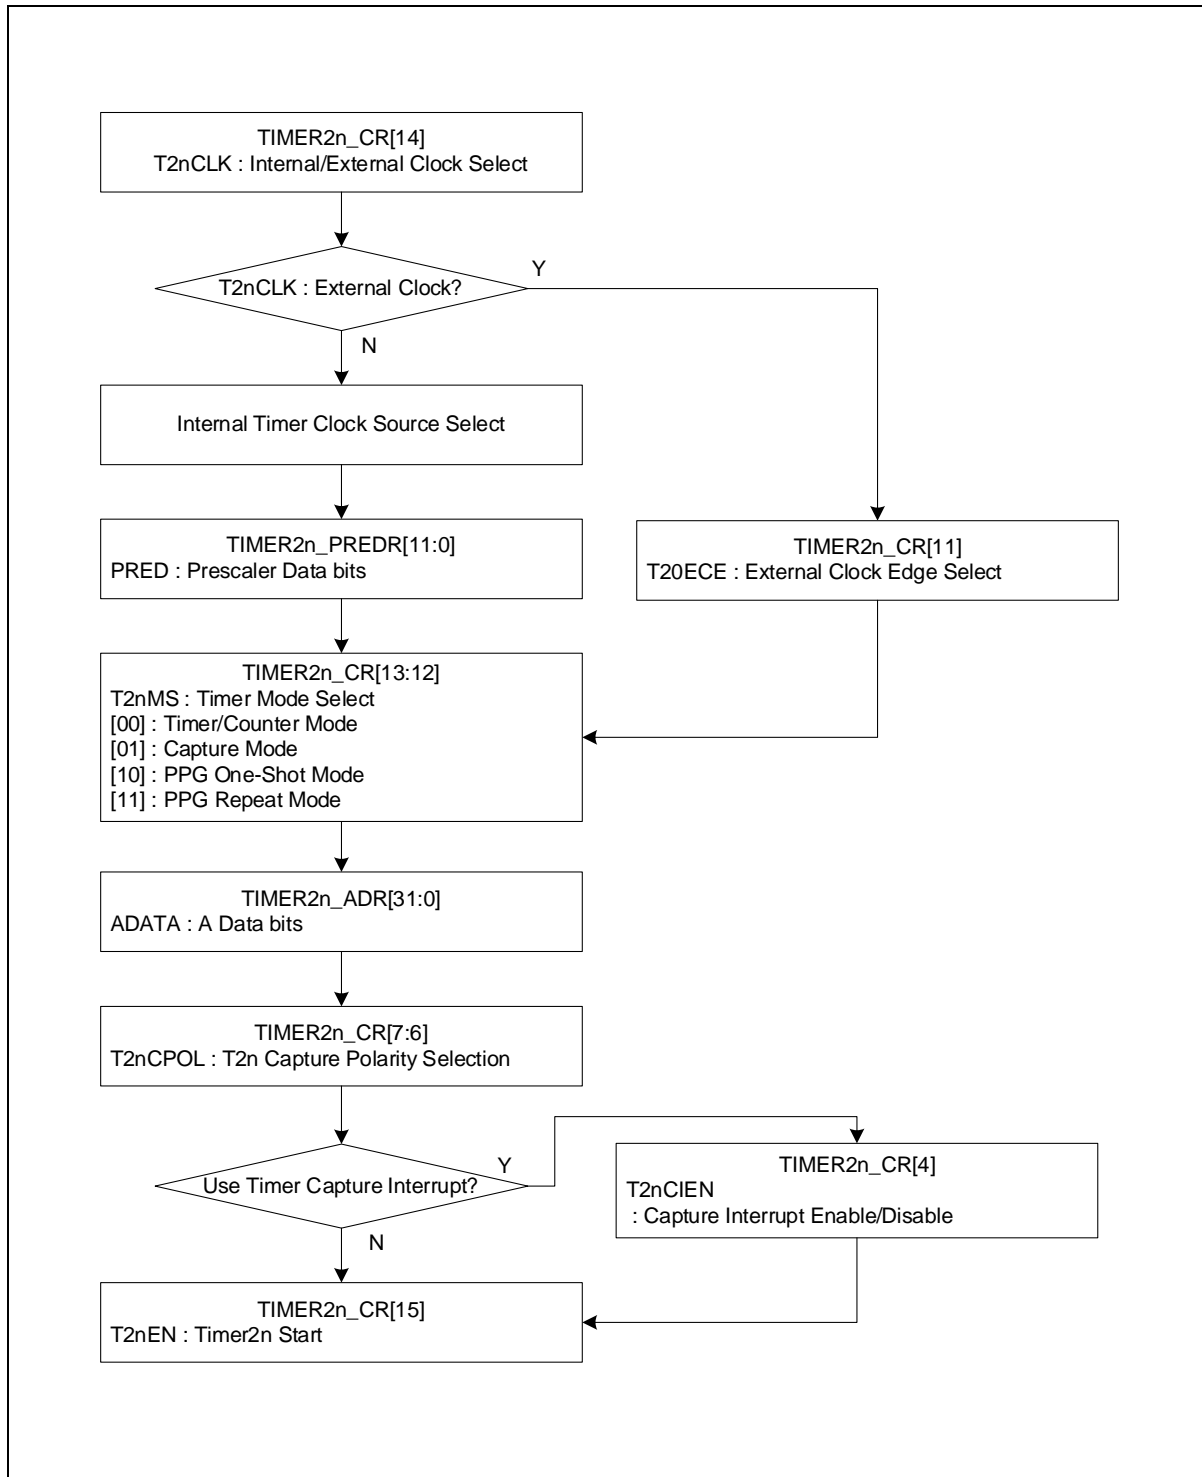 TIMER2n_CR[14]
T2nCLK : Internal/External Clock Select
T2nCLK : External Clock?
Y
N
Internal Timer Clock Source Select
TIMER2n_PREDR[11:0]
PRED : Prescaler Data bits
TIMER2n_CR[11]
T20ECE : External Clock Edge Select
TIMER2n_CR[13:12]
T2nMS : Timer Mode Select
[00] : Timer/Counter Mode
[01] : Capture Mode
[10] : PPG One-Shot Mode
[11] : PPG Repeat Mode
TIMER2n_ADR[31:0]
ADATA : A Data bits
TIMER2n_CR[7:6]
T2nCPOL : T2n Capture Polarity Selection
Use Timer Capture Interrupt?
Y
N
TIMER2n_CR[4]
T2nCIEN
: Capture Interrupt Enable/Disable
TIMER2n_CR[15]
T2nEN : Timer2n Start